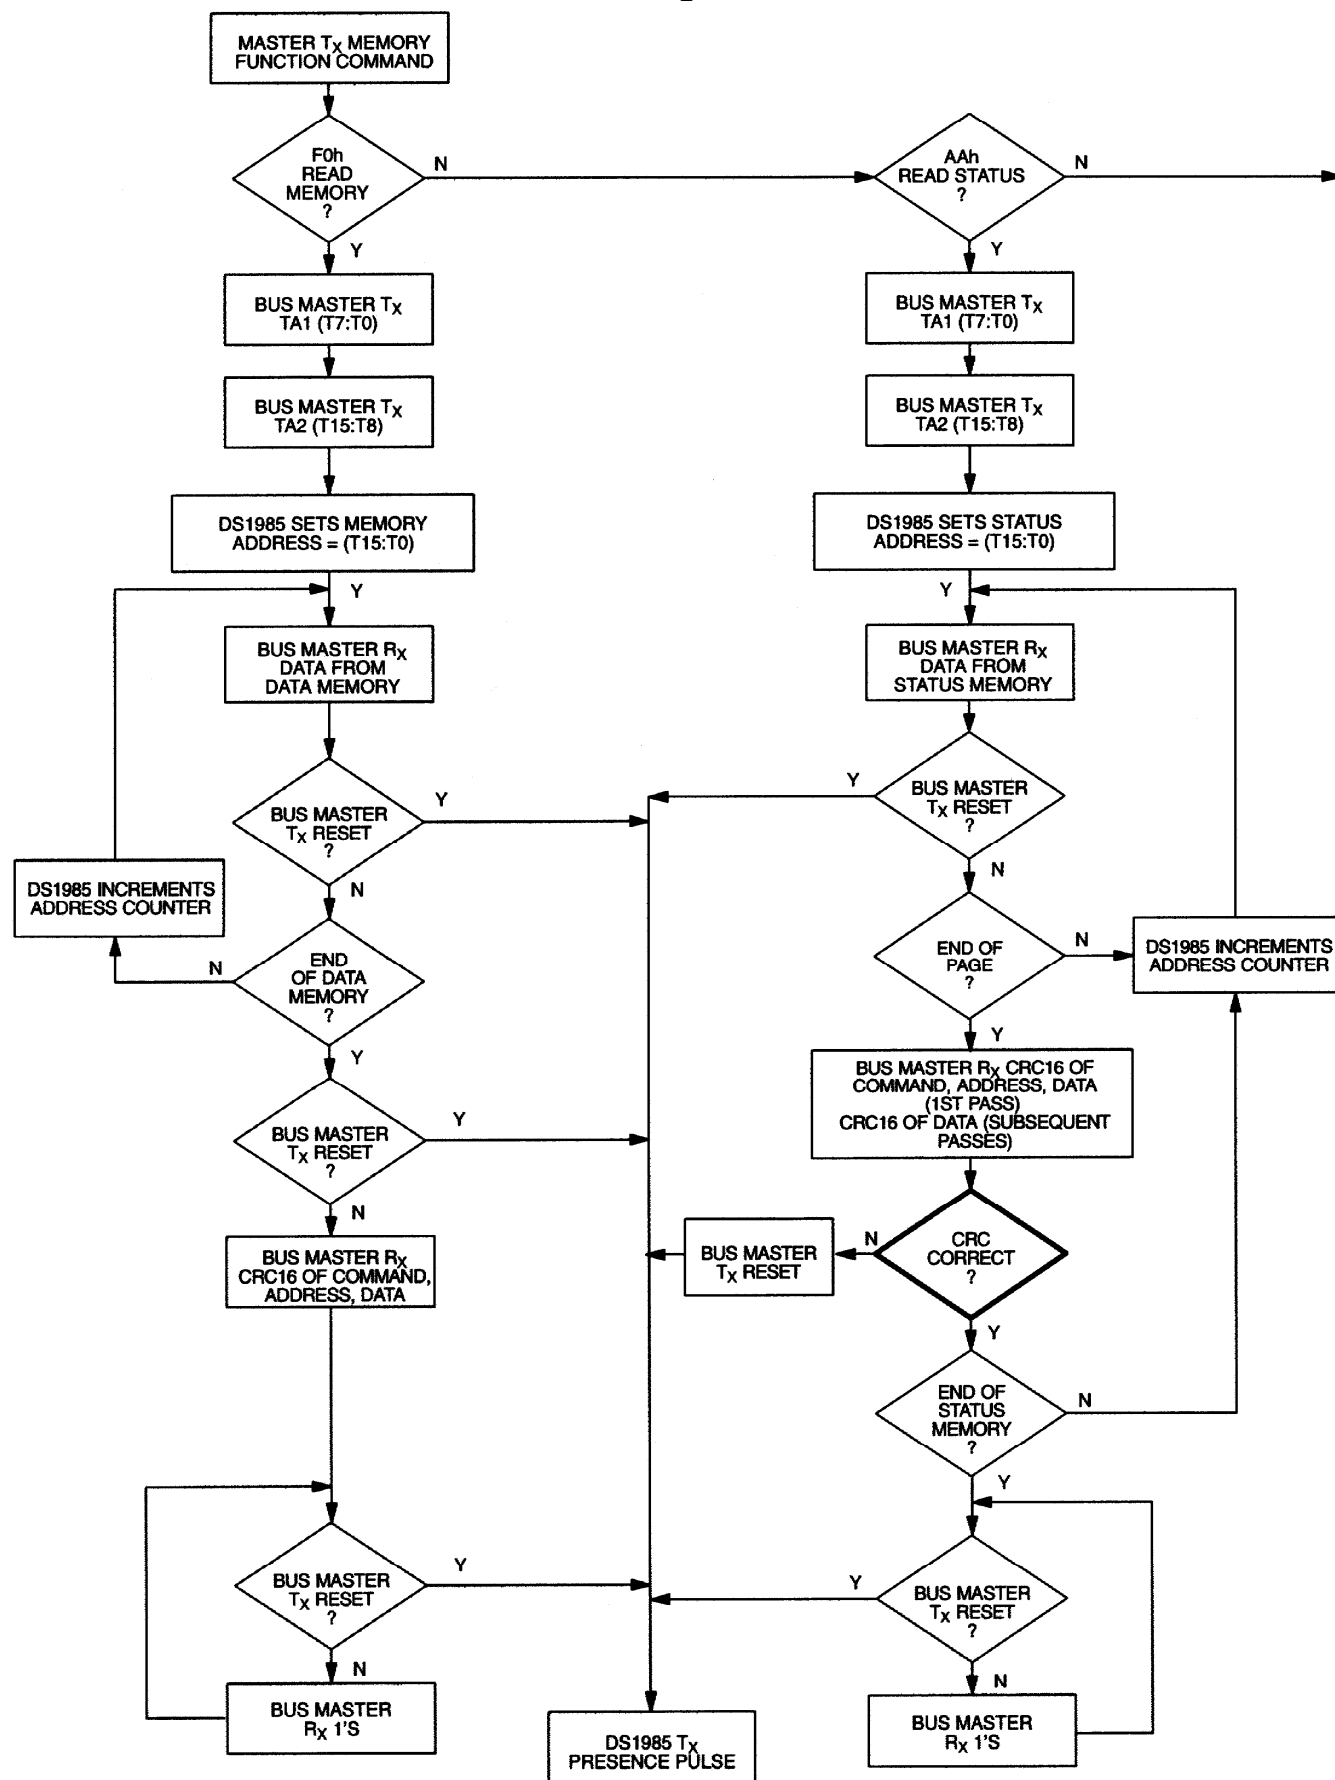 MASTER TX MEMORY
FUNCTION COMMAND
F0h
READ
MEMORY
?
N
Y
BUS MASTER TX
TA1 (T7:T0)
BUS MASTER TX
TA2 (T15:T8)
DS1985 SETS MEMORY
ADDRESS = (T15:T0)
Y
BUS MASTER RX
DATA FROM
DATA MEMORY
BUS MASTER
TX RESET
?
Y
N
DS1985 INCREMENTS
ADDRESS COUNTER
END
OF DATA
MEMORY
?
N
Y
BUS MASTER
TX RESET
?
Y
N
BUS MASTER RX
CRC16 OF COMMAND,
ADDRESS, DATA
BUS MASTER
TX RESET
?
Y
N
BUS MASTER
RX 1'S
AAh
READ STATUS
?
N
Y
BUS MASTER TX
TA1 (T7:T0)
BUS MASTER TX
TA2 (T15:T8)
DS1985 SETS STATUS
ADDRESS = (T15:T0)
Y
BUS MASTER RX
DATA FROM
STATUS MEMORY
BUS MASTER
TX RESET
?
Y
N
END OF
PAGE
?
N
DS1985 INCREMENTS
ADDRESS COUNTER
Y
BUS MASTER RX CRC16 OF
COMMAND, ADDRESS, DATA
(1ST PASS)
CRC16 OF DATA (SUBSEQUENT
PASSES)
CRC
CORRECT
?
N
BUS MASTER
TX RESET
Y
END OF
STATUS
MEMORY
?
N
Y
BUS MASTER
TX RESET
?
Y
N
BUS MASTER
RX 1'S
DS1985 TX
PRESENCE PULSE